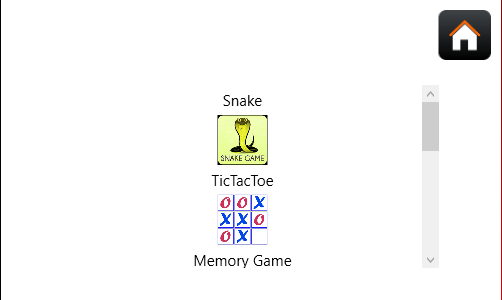 Snake
SNAKE GAME
TicTacToe
O O X
X X O
O X
Memory Game